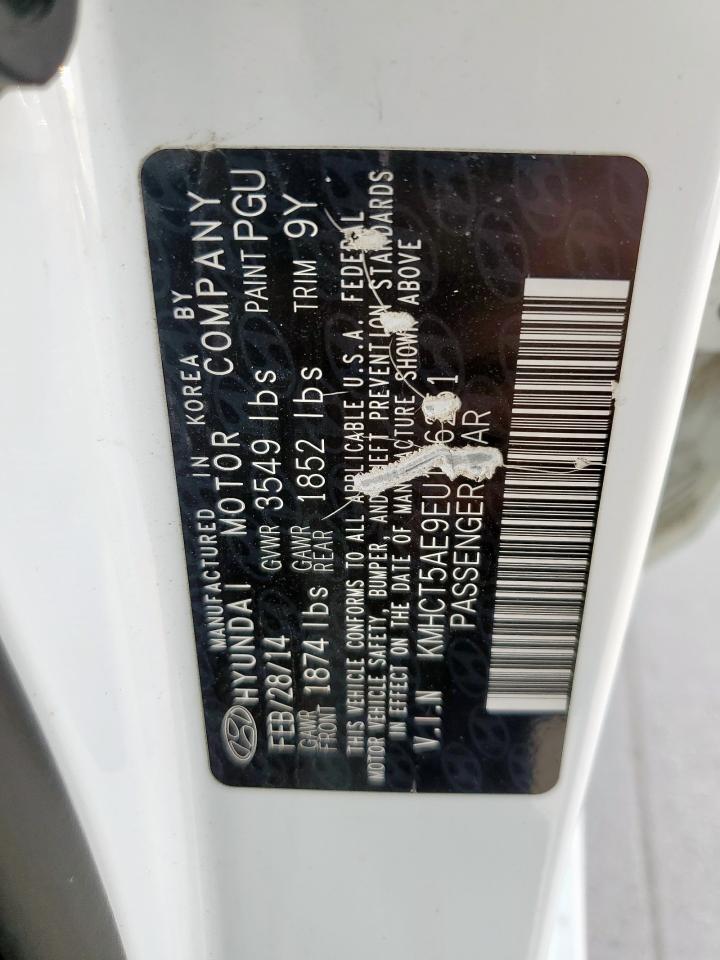 MANUFACTURED IN KOREA BY
HYUNDAI MOTOR COMPANY
FEB/28/14 GVWR 3549 lbs PAINT PGU
GAWR FRONT 1874 lbs GAWR REAR 1852 lbs TRIM 9Y
THIS VEHICLE CONFORMS TO ALL APPLICABLE U.S.A. FEDERAL
MOTOR VEHICLE SAFETY, BUMPER, AND THEFT PREVENTION STANDARDS
IN EFFECT ON THE DATE OF MANUFACTURE SHOWN ABOVE
V.I.N
PASSENGER CAR